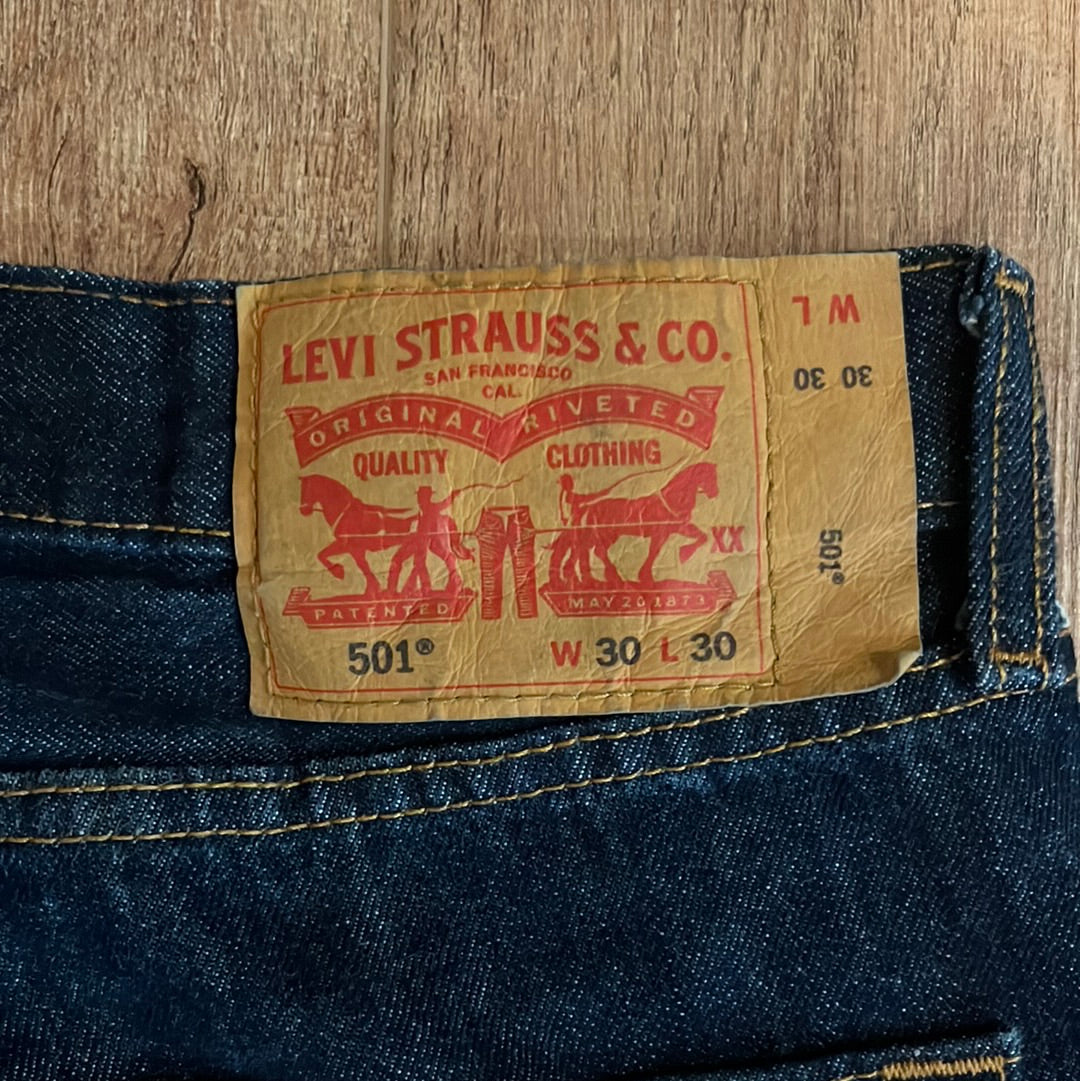 LEVI STRAUSS & CO.
SAN FRANCISCO
CAL.
ORIGINAL RIVETED
QUALITY CLOTHING
XX
PATENTED MAY 20 1873
501® W 30 L 30
W L
30 30
501®